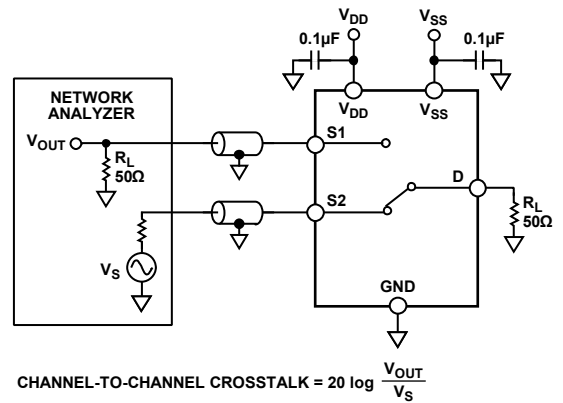 VDD
VSS
0.1µF
0.1µF
VDD
VSS
NETWORK
ANALYZER
VOUT
RL
50Ω
S1
S2
D
RL
50Ω
VS
GND
CHANNEL-TO-CHANNEL CROSSTALK = 20 log VOUT
VS